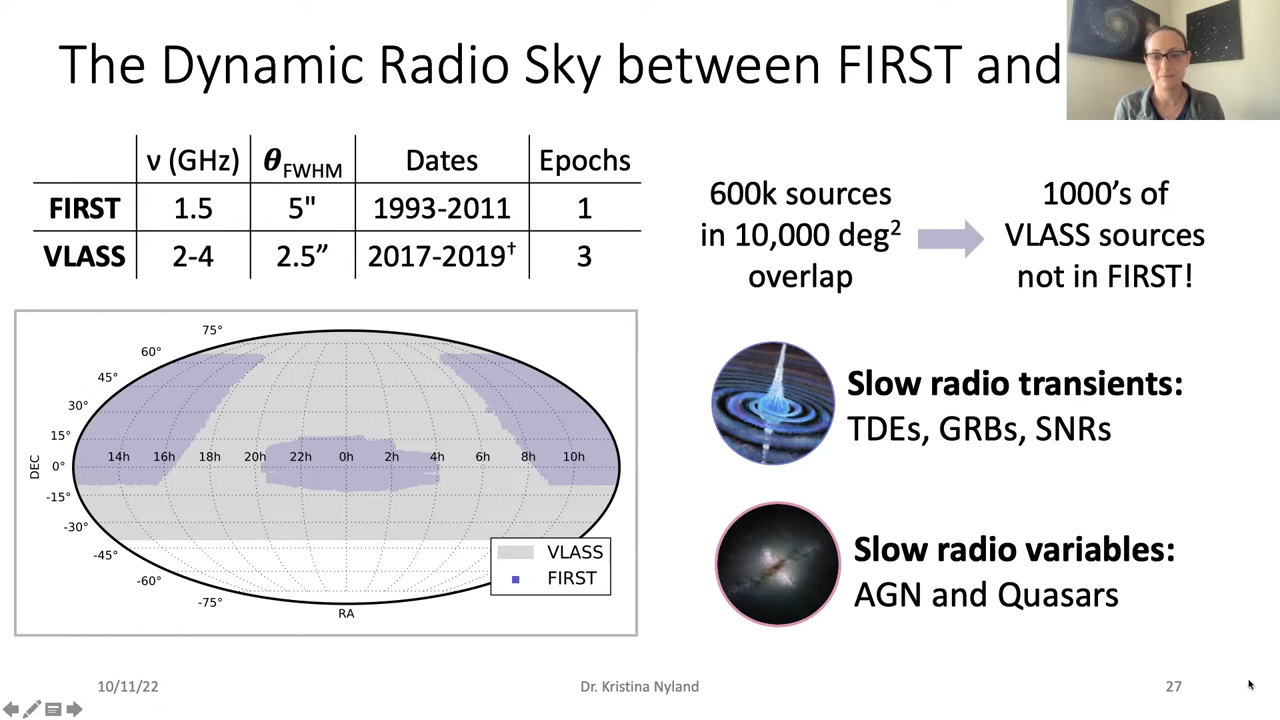 The Dynamic Radio Sky between FIRST and
ν (GHz) θFWHM Dates Epochs
FIRST 1.5 5" 1993-2011 1
VLASS 2-4 2.5” 2017-2019† 3
600k sources
in 10,000 deg²
overlap
1000’s of
VLASS sources
not in FIRST!
75°
60°
45°
30°
15°
0°
-15°
-30°
-45°
-60°
-75°
DEC
14h 16h 18h 20h 22h 0h 2h 4h 6h 8h 10h
RA
VLASS
FIRST
Slow radio transients:
TDEs, GRBs, SNRs
Slow radio variables:
AGN and Quasars
10/11/22 Dr. Kristina Nyland 27